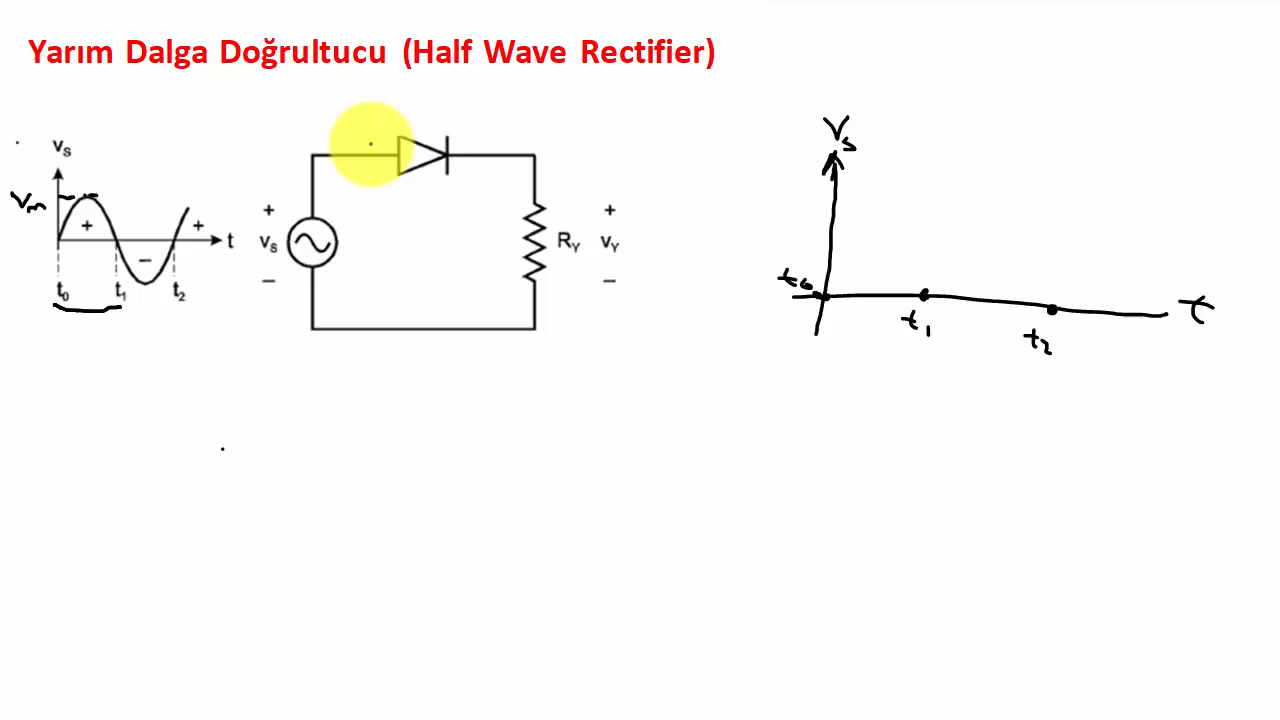 Yarım Dalga Doğrultucu (Half Wave Rectifier)
vS
Vm
+
+
t
−
t0 t1 t2
+
vS
−
RY
+
vY
−
Vs
t0
t1
t2
t